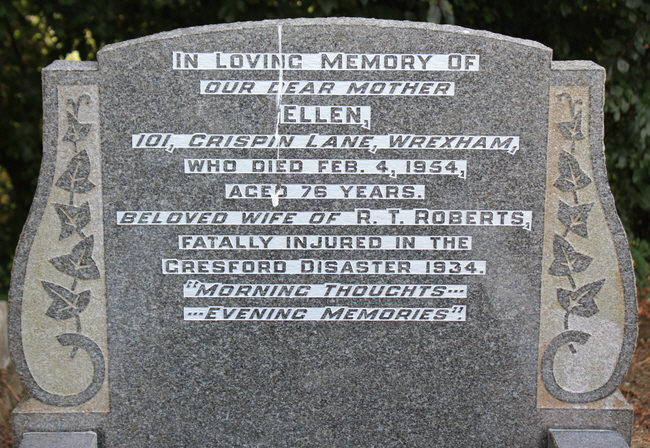 IN LOVING MEMORY OF
OUR DEAR MOTHER
ELLEN,
101, CRISPIN LANE, WREXHAM,
WHO DIED FEB. 4, 1954,
AGED 76 YEARS.
BELOVED WIFE OF R. T. ROBERTS,
FATALLY INJURED IN THE
GRESFORD DISASTER 1934.
"MORNING THOUGHTS...
...EVENING MEMORIES".